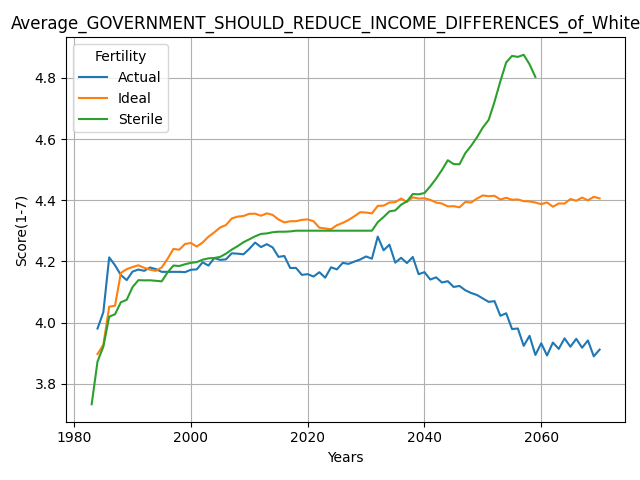 Average_GOVERNMENT_SHOULD_REDUCE_INCOME_DIFFERENCES_of_White
Fertility
Actual
Ideal
Sterile
4.8
4.6
4.4
4.2
4.0
3.8
Score(1-7)
1980 2000 2020 2040 2060
Years